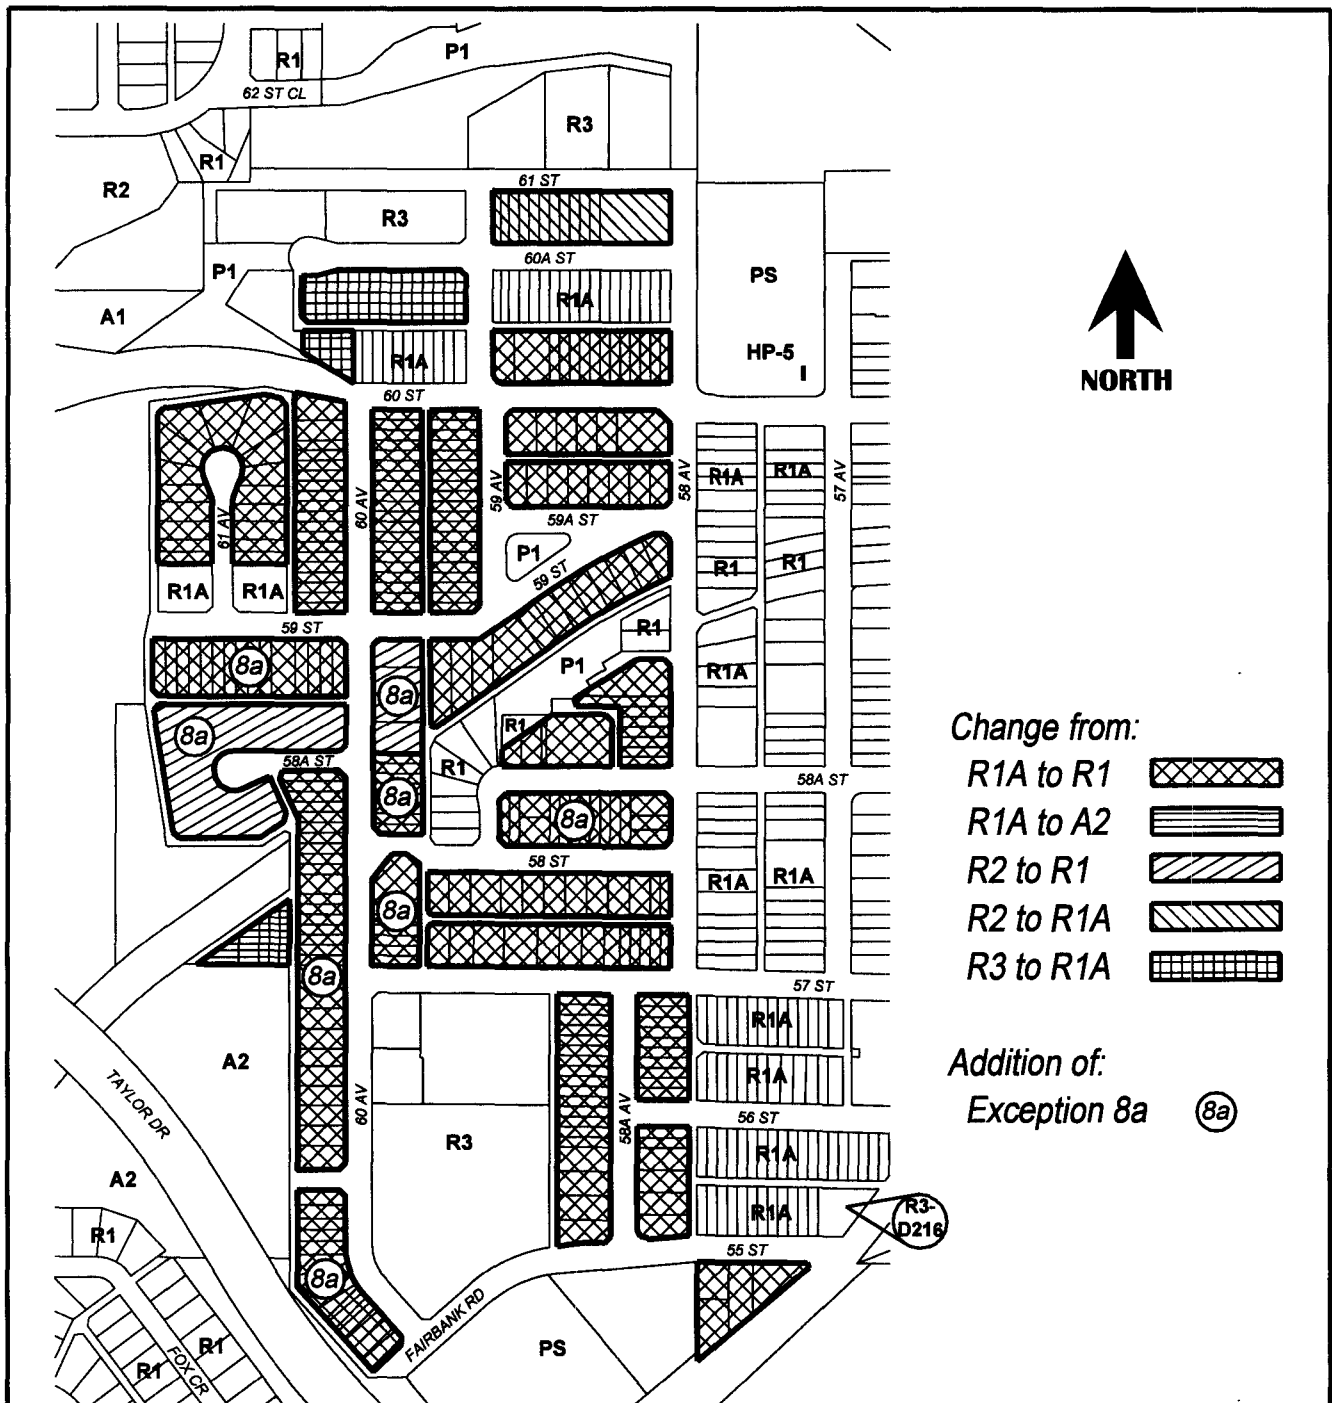 R1
P1
62 ST CL
R3
R1
R2
61 ST
R3
60A ST
P1
PS
R1A
A1
HP-5
R1A
NORTH
60 ST
59 AV
58 AV
R1A
R1A
57 AV
60 AV
59A ST
61 AV
P1
R1
R1
59 ST
R1A
R1A
59 ST
R1
8a
P1
R1A
8a
8a
R1
Change from:
58A ST
R1
58A ST
R1A to R1
8a
8a
R1A to A2
58 ST
R2 to R1
R1A
R1A
8a
R2 to R1A
8a
R3 to R1A
57 ST
R1A
A2
Addition of:
TAYLOR DR
60 AV
R1A
58A AV
56 ST
Exception 8a
8a
R3
R1A
A2
R1A
R3-
D216
R1
55 ST
8a
FAIRBANK RD
R1
PS
R1
FOX CR